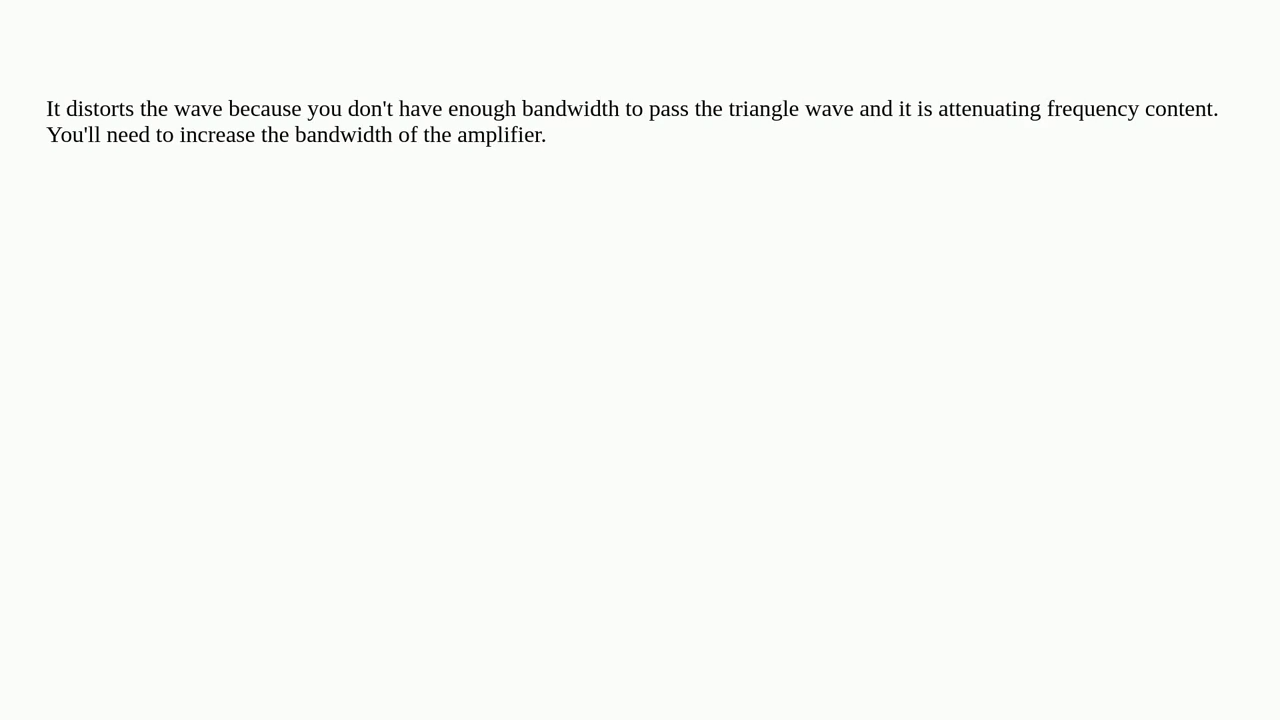 It distorts the wave because you don't have enough bandwidth to pass the triangle wave and it is attenuating frequency content.
You'll need to increase the bandwidth of the amplifier.